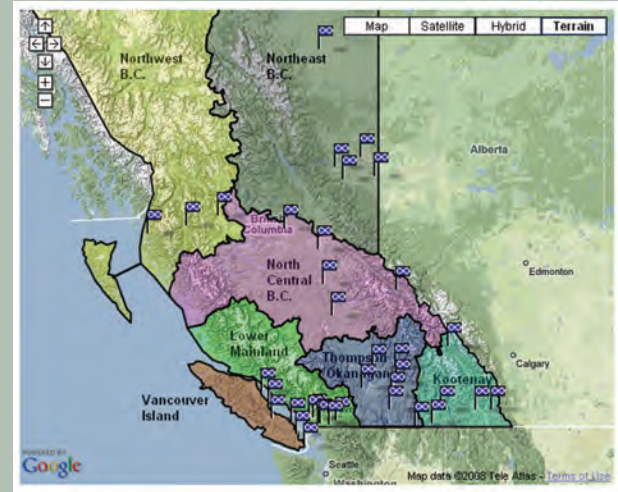 Map Satellite Hybrid Terrain
Northwest
B.C.
Northeast
B.C.
Alberta
British
Columbia
North
Central
B.C.
Edmonton
Lower
Mainland
Thompson
Okanagan
Kootenay
Calgary
Vancouver
Island
POWERED BY
Google
Seattle
Washington
Map data ©2008 Tele Atlas - Terms of Use